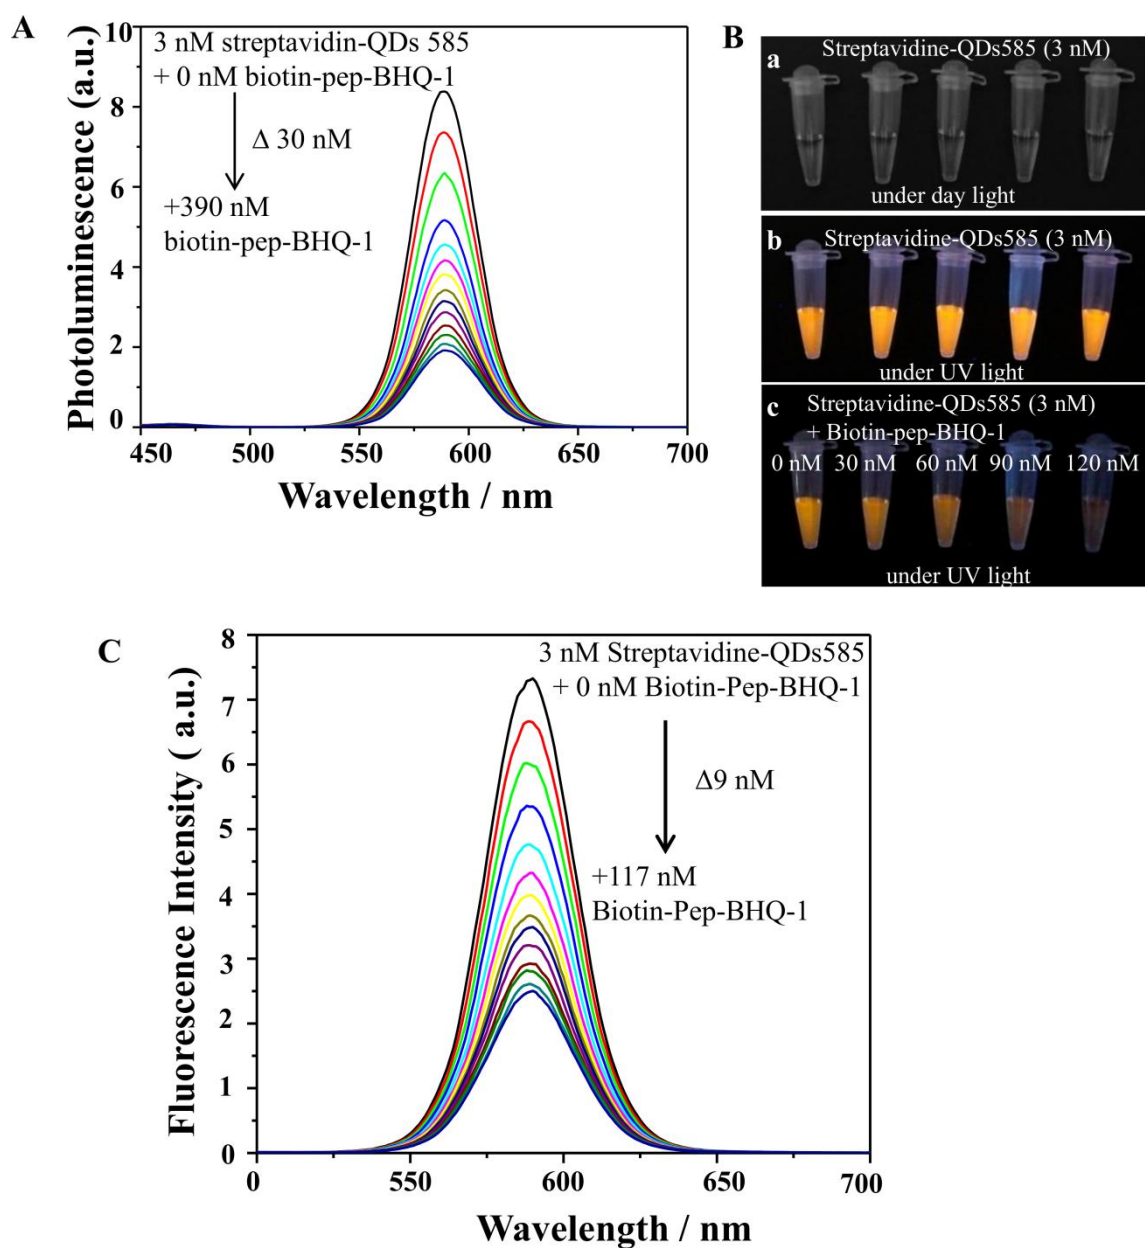 A
3 nM streptavidin-QDs 585
+ 0 nM biotin-pep-BHQ-1
Δ 30 nM
+390 nM
biotin-pep-BHQ-1
Photoluminescence (a.u.)
10
8
6
4
2
0
450 500 550 600 700
Wavelength / nm
B
a
Streptavidine-QDs585 (3 nM)
under day light
b
Streptavidine-QDs585 (3 nM)
under UV light
c
Streptavidine-QDs585 (3 nM)
+ Biotin-pep-BHQ-1
0 nM 30 nM 60 nM 90 nM 120 nM
under UV light
C
3 nM Streptavidine-QDs585
+ 0 nM Biotin-Pep-BHQ-1
Δ9 nM
+117 nM
Biotin-Pep-BHQ-1
Fluorescence Intensity ( a.u.)
8
7
6
5
4
3
2
1
0
0 550 600 650 700
Wavelength / nm